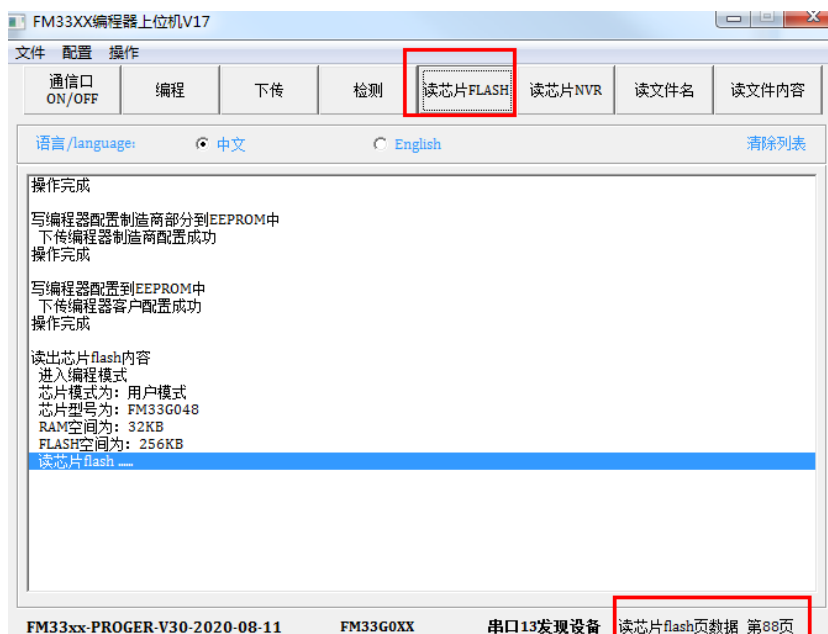 FM33XX编程器上位机V17
文件 配置 操作
通信口 ON/OFF 编程 下传 检测 读芯片FLASH 读芯片NVR 读文件名 读文件内容
语言/language: 中文 English 清除列表
操作完成
写编程器配置制造商部分到EEPROM中
下传编程器制造商配置成功
操作完成
写编程器配置到EEPROM中
下传编程器客户配置成功
操作完成
读出芯片flash内容
进入编程模式
芯片模式为: 用户模式
芯片型号为: FM33G048
RAM空间为: 32KB
FLASH空间为: 256KB
读芯片flash ......
FM33xx-PROGER-V30-2020-08-11 FM33G0XX 串口13发现设备 读芯片flash页数据 第88页